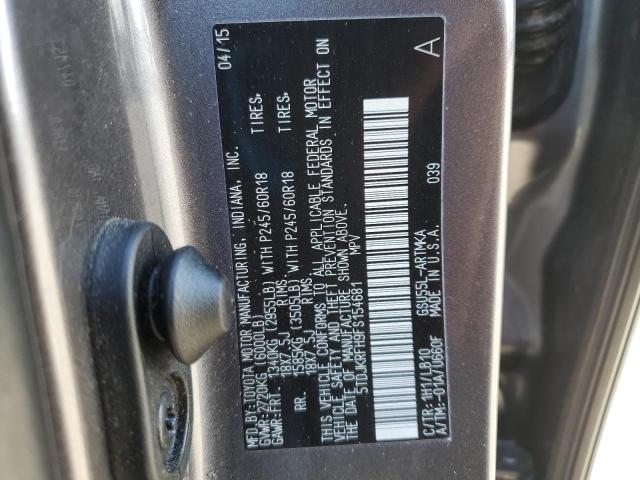 MFD.BY:TOYOTA MOTOR MANUFACTURING, INDIANA, INC. 04/15
GVWR:2720KG (6000LB)
GAWR:FRT. 1340KG (2955LB) WITH P245/60R18 TIRES,
18X7.5J RIMS,
RR. 1585KG (3505LB) WITH P245/60R18 TIRES,
18X7.5J RIMS,
THIS VEHICLE CONFORMS TO ALL APPLICABLE FEDERAL MOTOR
VEHICLE SAFETY AND THEFT PREVENTION STANDARDS IN EFFECT ON
THE DATE OF MANUFACTURE SHOWN ABOVE.
5TDJKRFH9FS154681 MPV
A
039
C/TR:1H1/LB10 GSU55L-ARTMKA
A/TM:-01A/U660F MADE IN U.S.A.